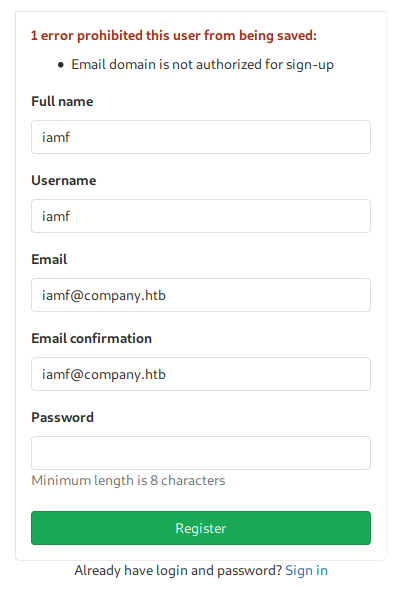 1 error prohibited this user from being saved:
Email domain is not authorized for sign-up
Full name
iamf
Username
iamf
Email
iamf@company.htb
Email confirmation
iamf@company.htb
Password
Minimum length is 8 characters
Register
Already have login and password? Sign in